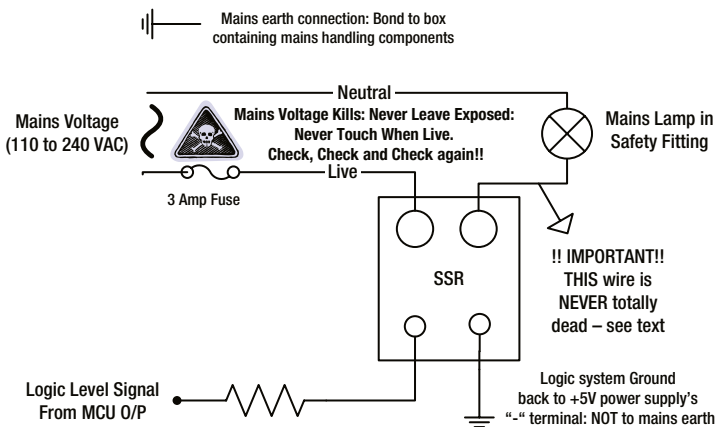 Mains earth connection: Bond to box
containing mains handling components
Neutral
Mains Voltage
(110 to 240 VAC)
Mains Voltage Kills: Never Leave Exposed:
Never Touch When Live.
Check, Check and Check again!!
Mains Lamp in
Safety Fitting
Live
3 Amp Fuse
SSR
!! IMPORTANT!!
THIS wire is
NEVER totally
dead – see text
Logic Level Signal
From MCU O/P
Logic system Ground
back to +5V power supply's
“-“ terminal: NOT to mains earth